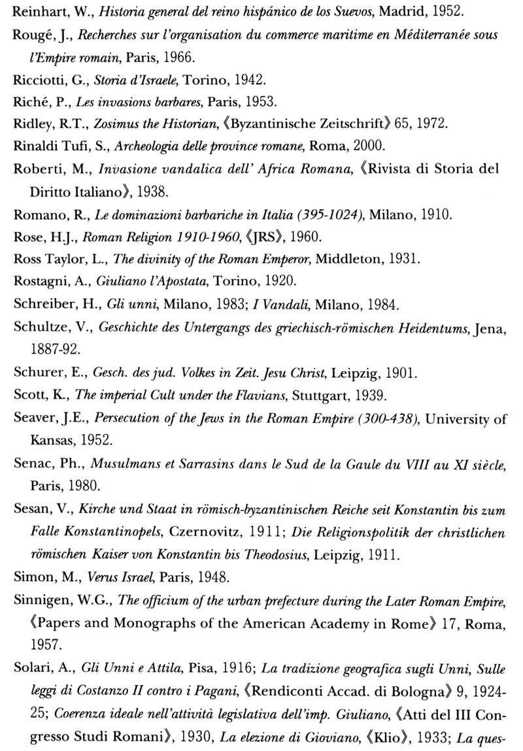 Reinhart, W., Historia general del reino hispánico de los Suevos, Madrid, 1952.
Rougé, J., Recherches sur l'organisation du commerce maritime en Méditerranée sous
l'Empire romain, Paris, 1966.
Ricciotti, G., Storia d'Israele, Torino, 1942.
Riché, P., Les invasions barbares, Paris, 1953.
Ridley, R.T., Zosimus the Historian, 《Byzantinische Zeitschrift》 65, 1972.
Rinaldi Tufi, S., Archeologia delle province romane, Roma, 2000.
Roberti, M., Invasione vandalica dell' Africa Romana, 《Rivista di Storia del
Diritto Italiano》, 1938.
Romano, R., Le dominazioni barbariche in Italia (395-1024), Milano, 1910.
Rose, H.J., Roman Religion 1910-1960, 《JRS》, 1960.
Ross Taylor, L., The divinity of the Roman Emperor, Middleton, 1931.
Rostagni, A., Giuliano l'Apostata, Torino, 1920.
Schreiber, H., Gli unni, Milano, 1983; I Vandali, Milano, 1984.
Schultze, V., Geschichte des Untergangs des griechisch-römischen Heidentums, Jena,
1887-92.
Schurer, E., Gesch. des jud. Volkes in Zeit. Jesu Christ, Leipzig, 1901.
Scott, K., The imperial Cult under the Flavians, Stuttgart, 1939.
Seaver, J.E., Persecution of the Jews in the Roman Empire (300-438), University of
Kansas, 1952.
Senac, Ph., Musulmans et Sarrasins dans le Sud de la Gaule du VIII au XI siècle,
Paris, 1980.
Sesan, V., Kirche und Staat in römisch-byzantinischen Reiche seit Konstantin bis zum
Falle Konstantinopels, Czernovitz, 1911; Die Religionspolitik der christlichen
römischen Kaiser von Konstantin bis Theodosius, Leipzig, 1911.
Simon, M., Verus Israel, Paris, 1948.
Sinnigen, W.G., The officium of the urban prefecture during the Later Roman Empire,
《Papers and Monographs of the American Academy in Rome》 17, Roma,
1957.
Solari, A., Gli Unni e Attila, Pisa, 1916; La tradizione geografica sugli Unni, Sulle
leggi di Costanzo II contro i Pagani, 《Rendiconti Accad. di Bologna》 9, 1924-
25; Coerenza ideale nell'attività legislativa dell'imp. Giuliano, 《Atti del III Con-
gresso Studi Romani》, 1930, La elezione di Gioviano, 《Klio》, 1933; La ques-